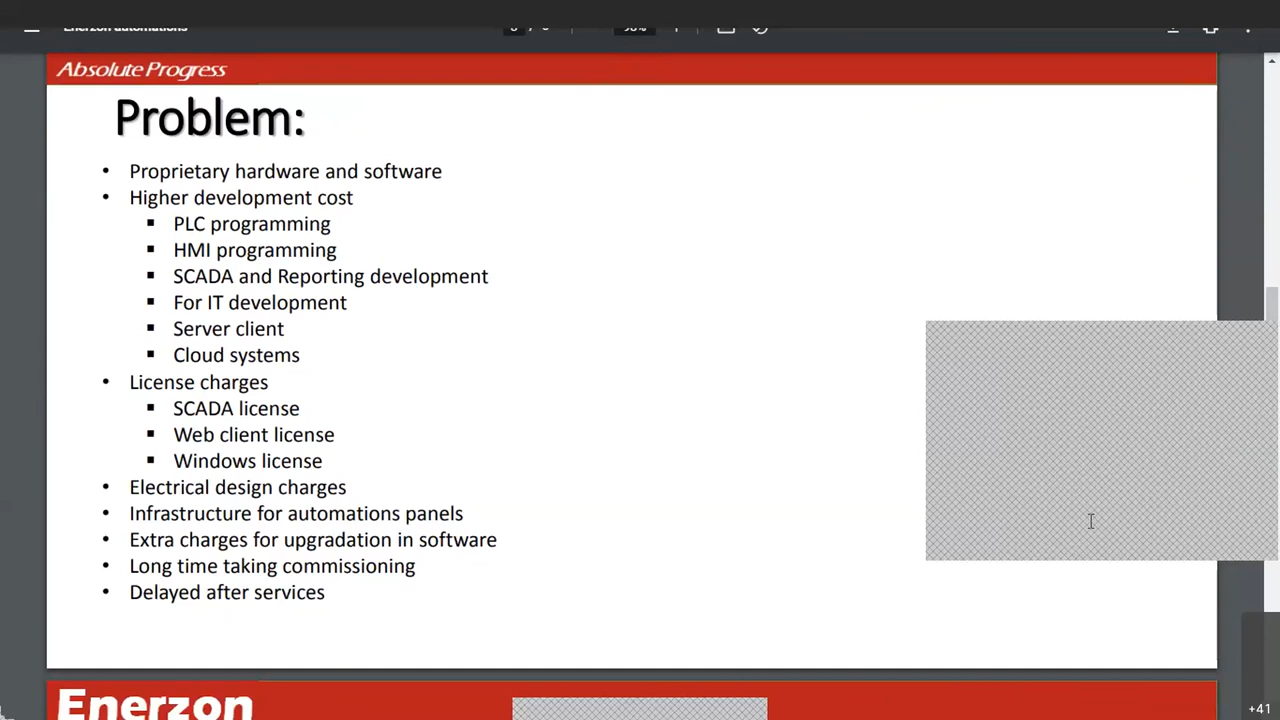 Enerzon automations
Absolute Progress
Problem:
• Proprietary hardware and software
• Higher development cost
▪ PLC programming
▪ HMI programming
▪ SCADA and Reporting development
▪ For IT development
▪ Server client
▪ Cloud systems
• License charges
▪ SCADA license
▪ Web client license
▪ Windows license
• Electrical design charges
• Infrastructure for automations panels
• Extra charges for upgradation in software
• Long time taking commissioning
• Delayed after services
Enerzon
+41